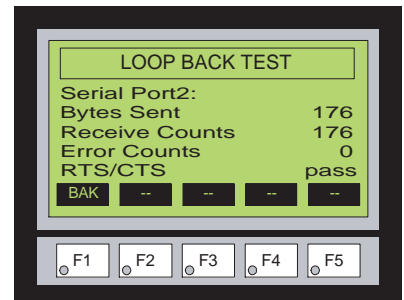 LOOP BACK TEST
Serial Port2:
Bytes Sent 176
Receive Counts 176
Error Counts 0
RTS/CTS pass
BAK -- -- -- --
F1 F2 F3 F4 F5